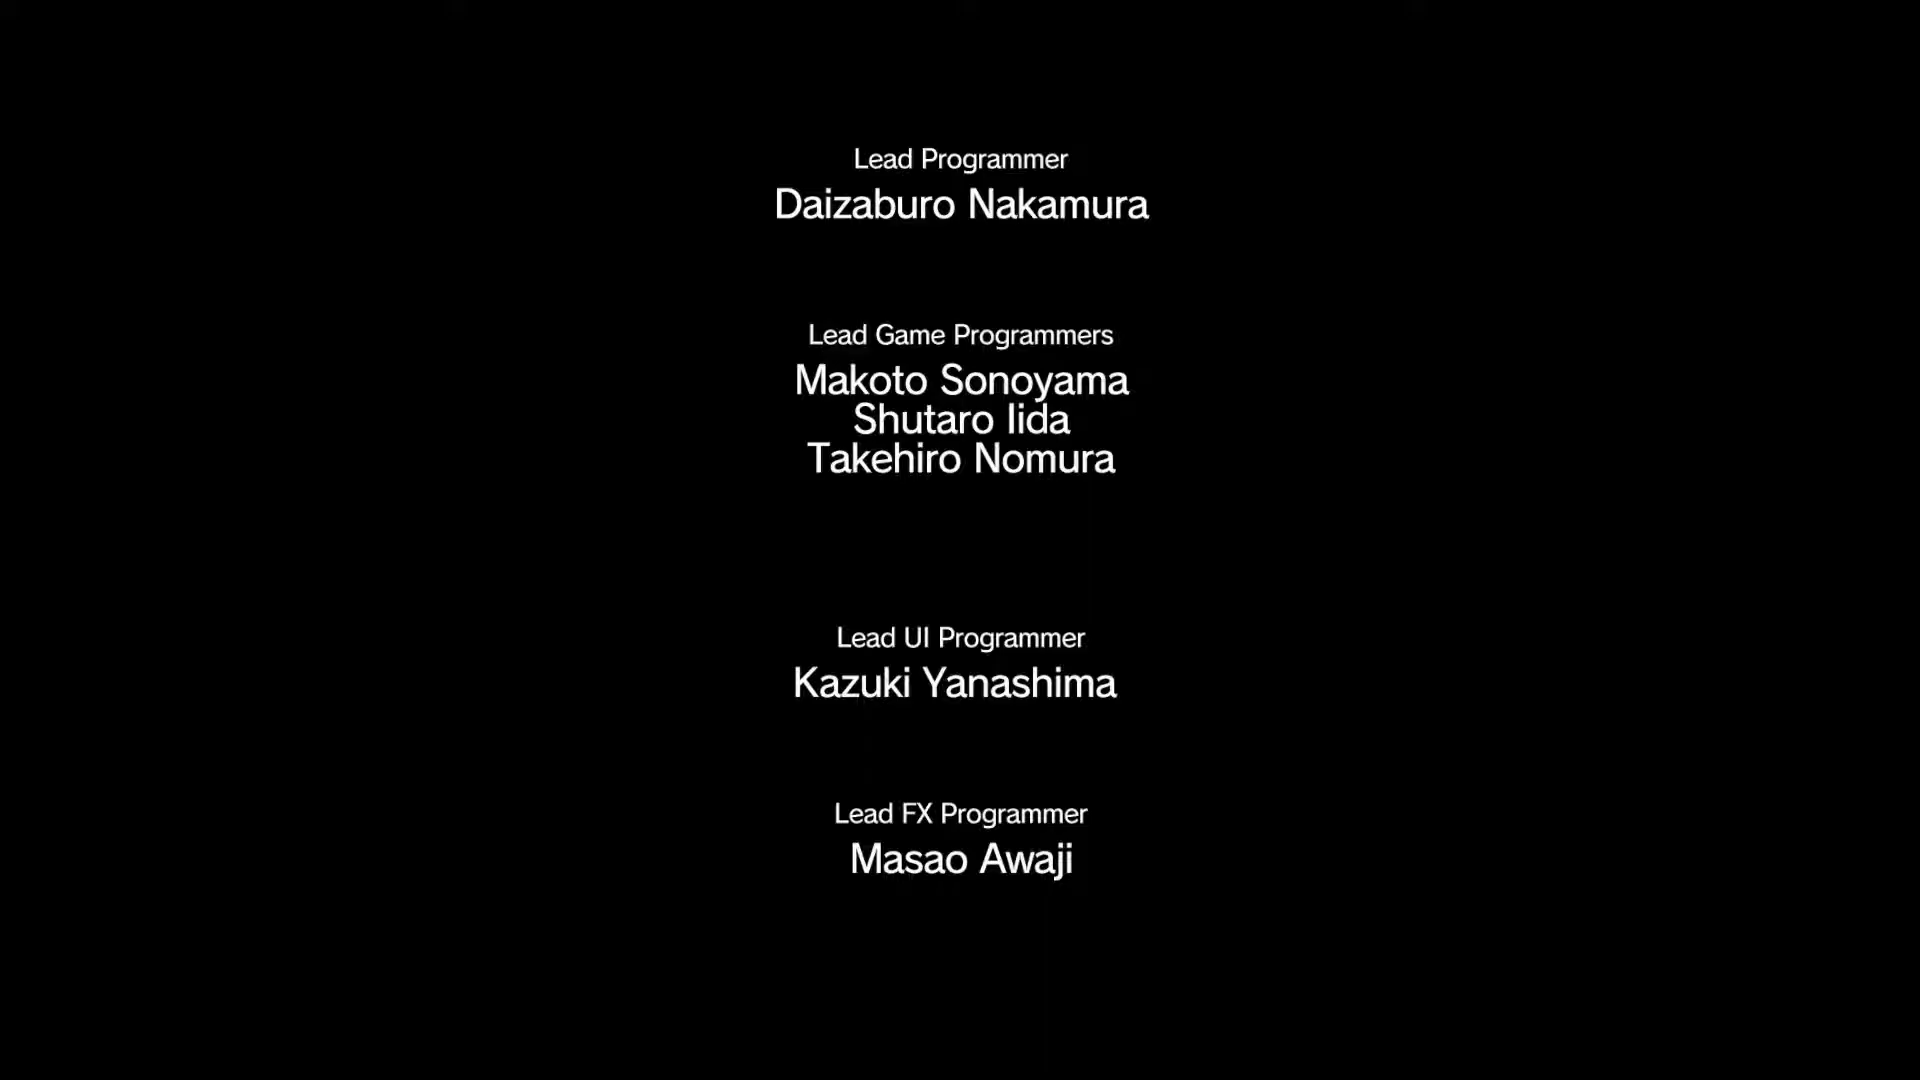 Lead Programmer
Daizaburo Nakamura
Lead Game Programmers
Makoto Sonoyama
Shutaro Iida
Takehiro Nomura
Lead UI Programmer
Kazuki Yanashima
Lead FX Programmer
Masao Awaji